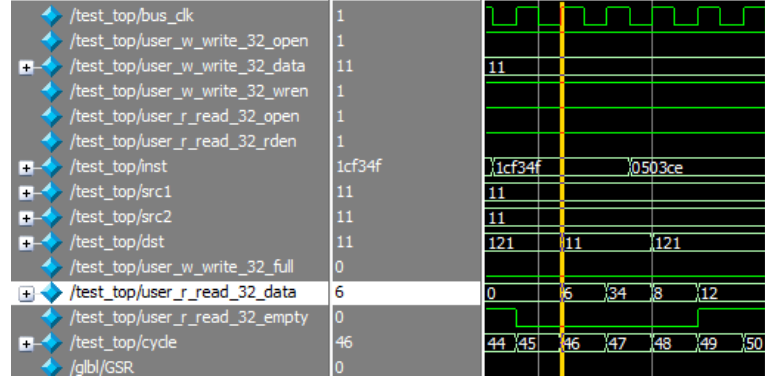 /test_top/bus_clk 1
/test_top/user_w_write_32_open 1
/test_top/user_w_write_32_data 11 11
/test_top/user_w_write_32_wren 1
/test_top/user_r_read_32_open 1
/test_top/user_r_read_32_rden 1
/test_top/inst 1cf34f 1cf34f 0503ce
/test_top/src1 11 11
/test_top/src2 11 11
/test_top/dst 11 121 11 121
/test_top/user_w_write_32_full 0
/test_top/user_r_read_32_data 6 0 6 34 8 12
/test_top/user_r_read_32_empty 0
/test_top/cycle 46 44 45 46 47 48 49 50
/glbl/GSR 0